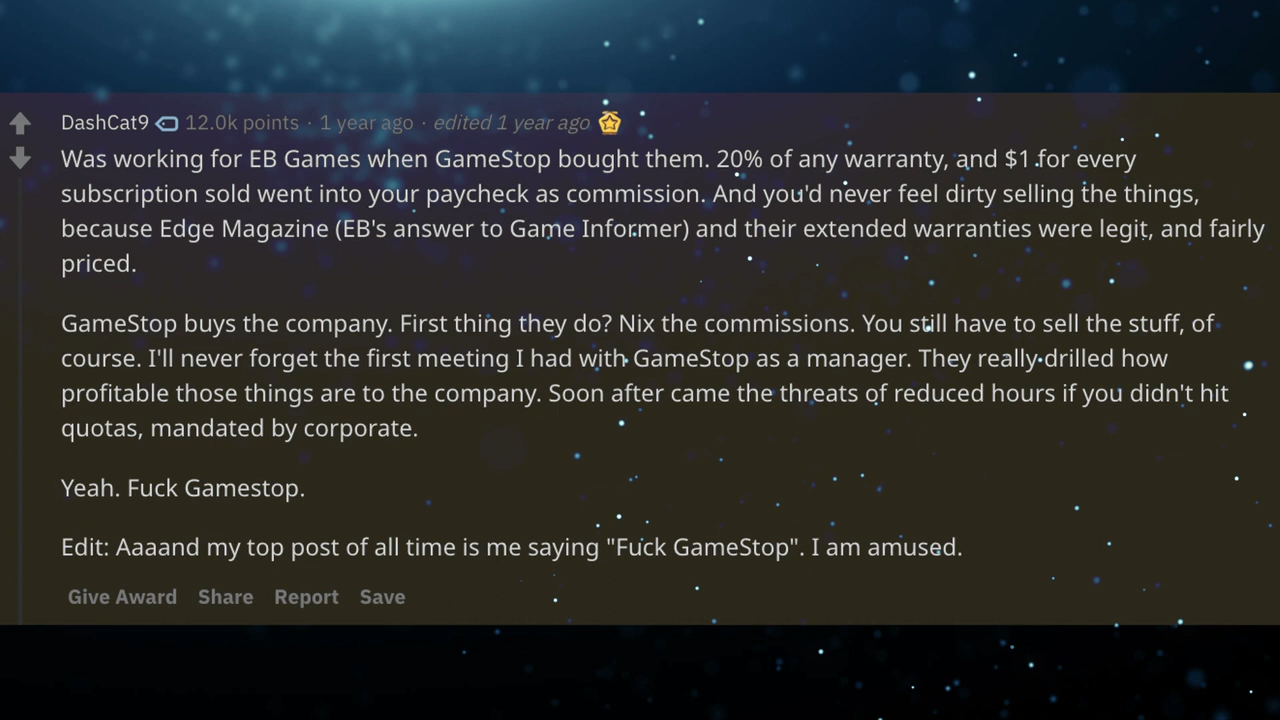 DashCat9 12.0k points · 1 year ago · edited 1 year ago
Was working for EB Games when GameStop bought them. 20% of any warranty, and $1 for every
subscription sold went into your paycheck as commission. And you'd never feel dirty selling the things,
because Edge Magazine (EB's answer to Game Informer) and their extended warranties were legit, and fairly
priced.
GameStop buys the company. First thing they do? Nix the commissions. You still have to sell the stuff, of
course. I'll never forget the first meeting I had with GameStop as a manager. They really drilled how
profitable those things are to the company. Soon after came the threats of reduced hours if you didn't hit
quotas, mandated by corporate.
Yeah. Fuck Gamestop.
Edit: Aaaand my top post of all time is me saying "Fuck GameStop". I am amused.
Give Award Share Report Save